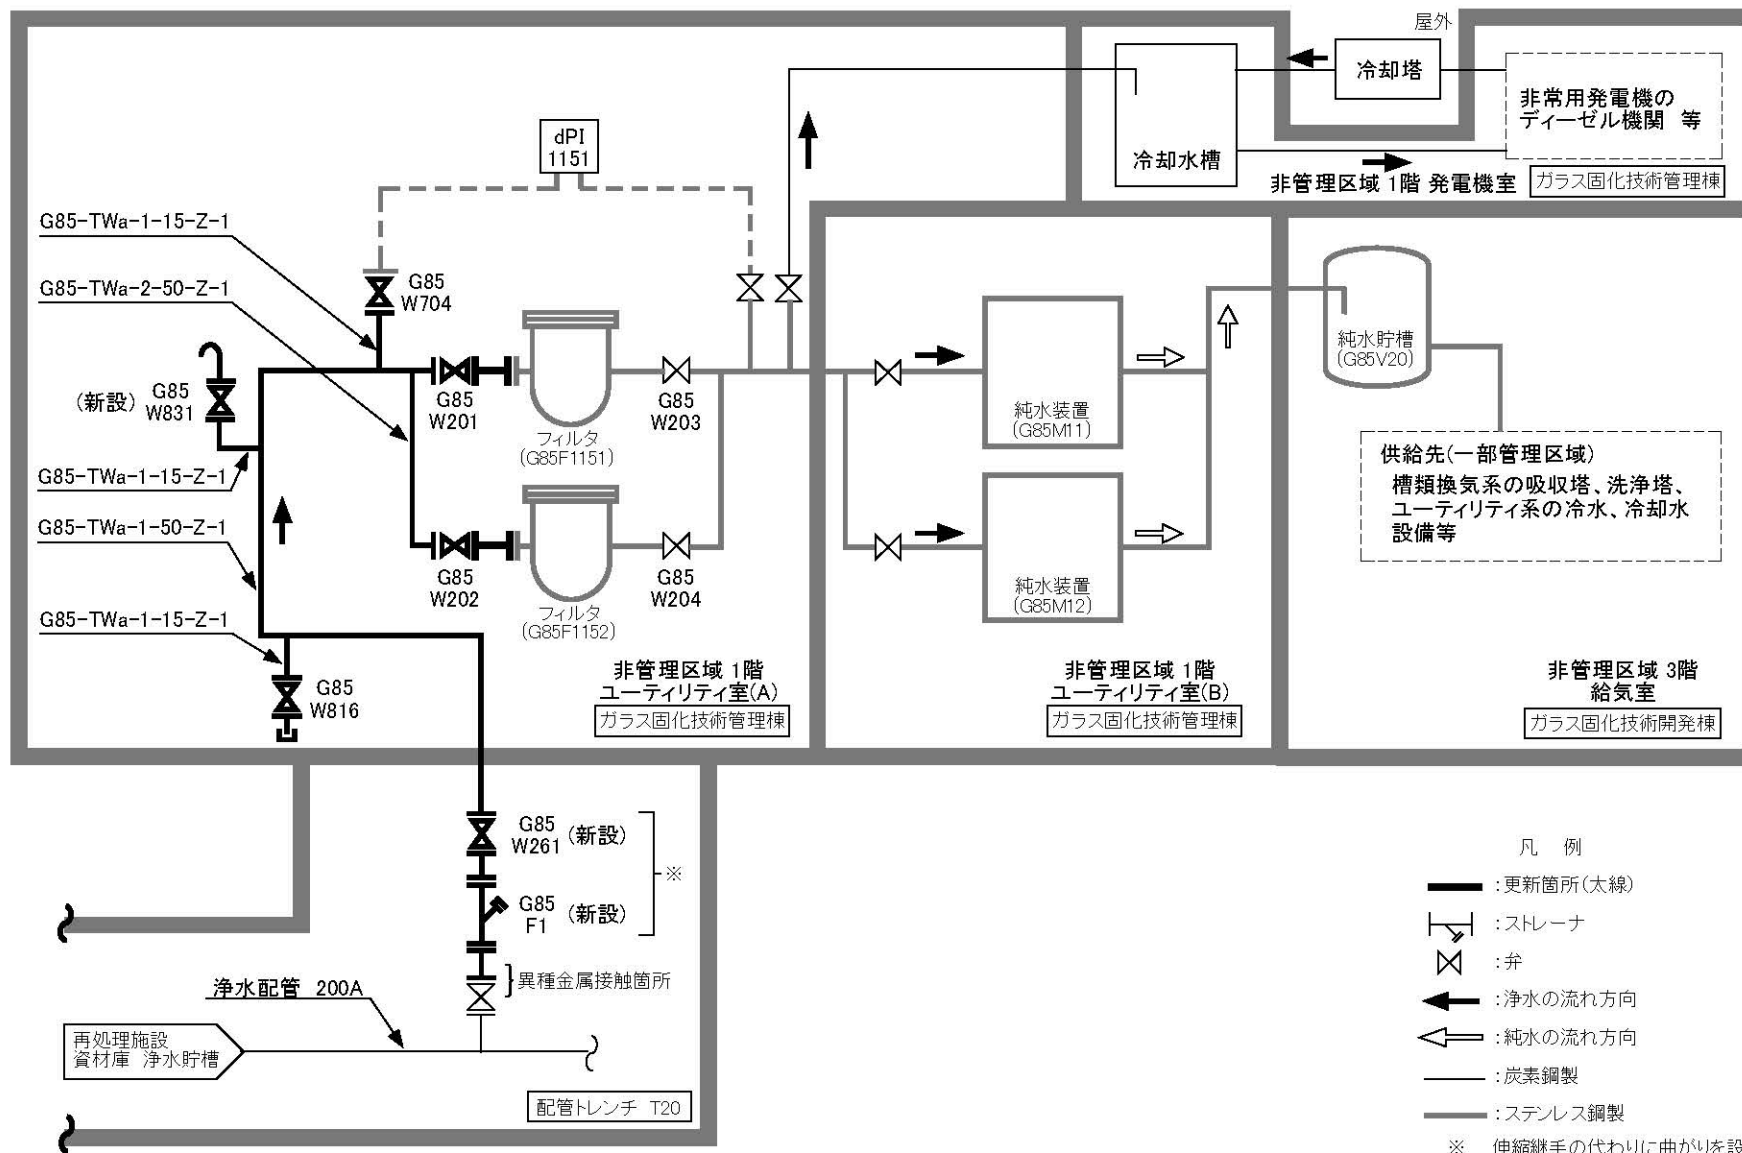 屋外
冷却塔
非常用発電機の
ディーゼル機関 等
冷却水槽
非管理区域 1階 発電機室
ガラス固化技術管理棟
dPI
1151
G85-TWa-1-15-Z-1
G85-TWa-2-50-Z-1
G85
W704
(新設)
G85
W831
G85
W201
フィルタ
(G85F1151)
G85
W203
G85-TWa-1-15-Z-1
G85-TWa-1-50-Z-1
G85
W202
フィルタ
(G85F1152)
G85
W204
G85-TWa-1-15-Z-1
G85
W816
非管理区域 1階
ユーティリティ室(A)
ガラス固化技術管理棟
純水装置
(G85M11)
純水装置
(G85M12)
非管理区域 1階
ユーティリティ室(B)
ガラス固化技術管理棟
純水貯槽
(G85V20)
供給先(一部管理区域)
槽類換気系の吸収塔、洗浄塔、
ユーティリティ系の冷水、冷却水
設備等
非管理区域 3階
給気室
ガラス固化技術開発棟
G85
W261
(新設)
※
G85
F1
(新設)
異種金属接触箇所
浄水配管 200A
再処理施設
資材庫 浄水貯槽
配管トレンチ T20
凡 例
:更新箇所(太線)
:ストレーナ
:弁
:浄水の流れ方向
:純水の流れ方向
:炭素鋼製
:ステンレス鋼製
※ 伸縮継手の代わりに曲がりを設